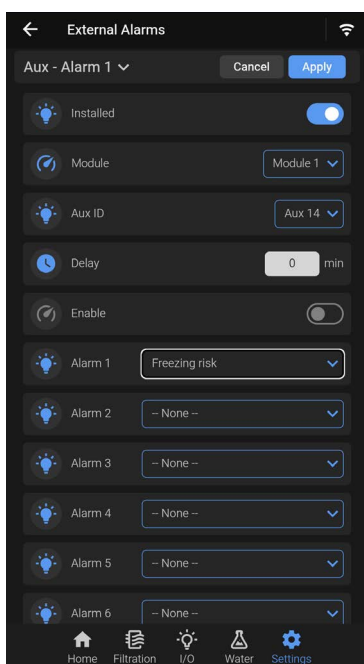 External Alarms
Aux - Alarm 1
Cancel
Apply
Installed
Module
Module 1
Aux ID
Aux 14
Delay
0 min
Enable
Alarm 1
Freezing risk
Alarm 2
-- None --
Alarm 3
-- None --
Alarm 4
-- None --
Alarm 5
-- None --
Alarm 6
-- None --
Home
Filtration
I/O
Water
Settings